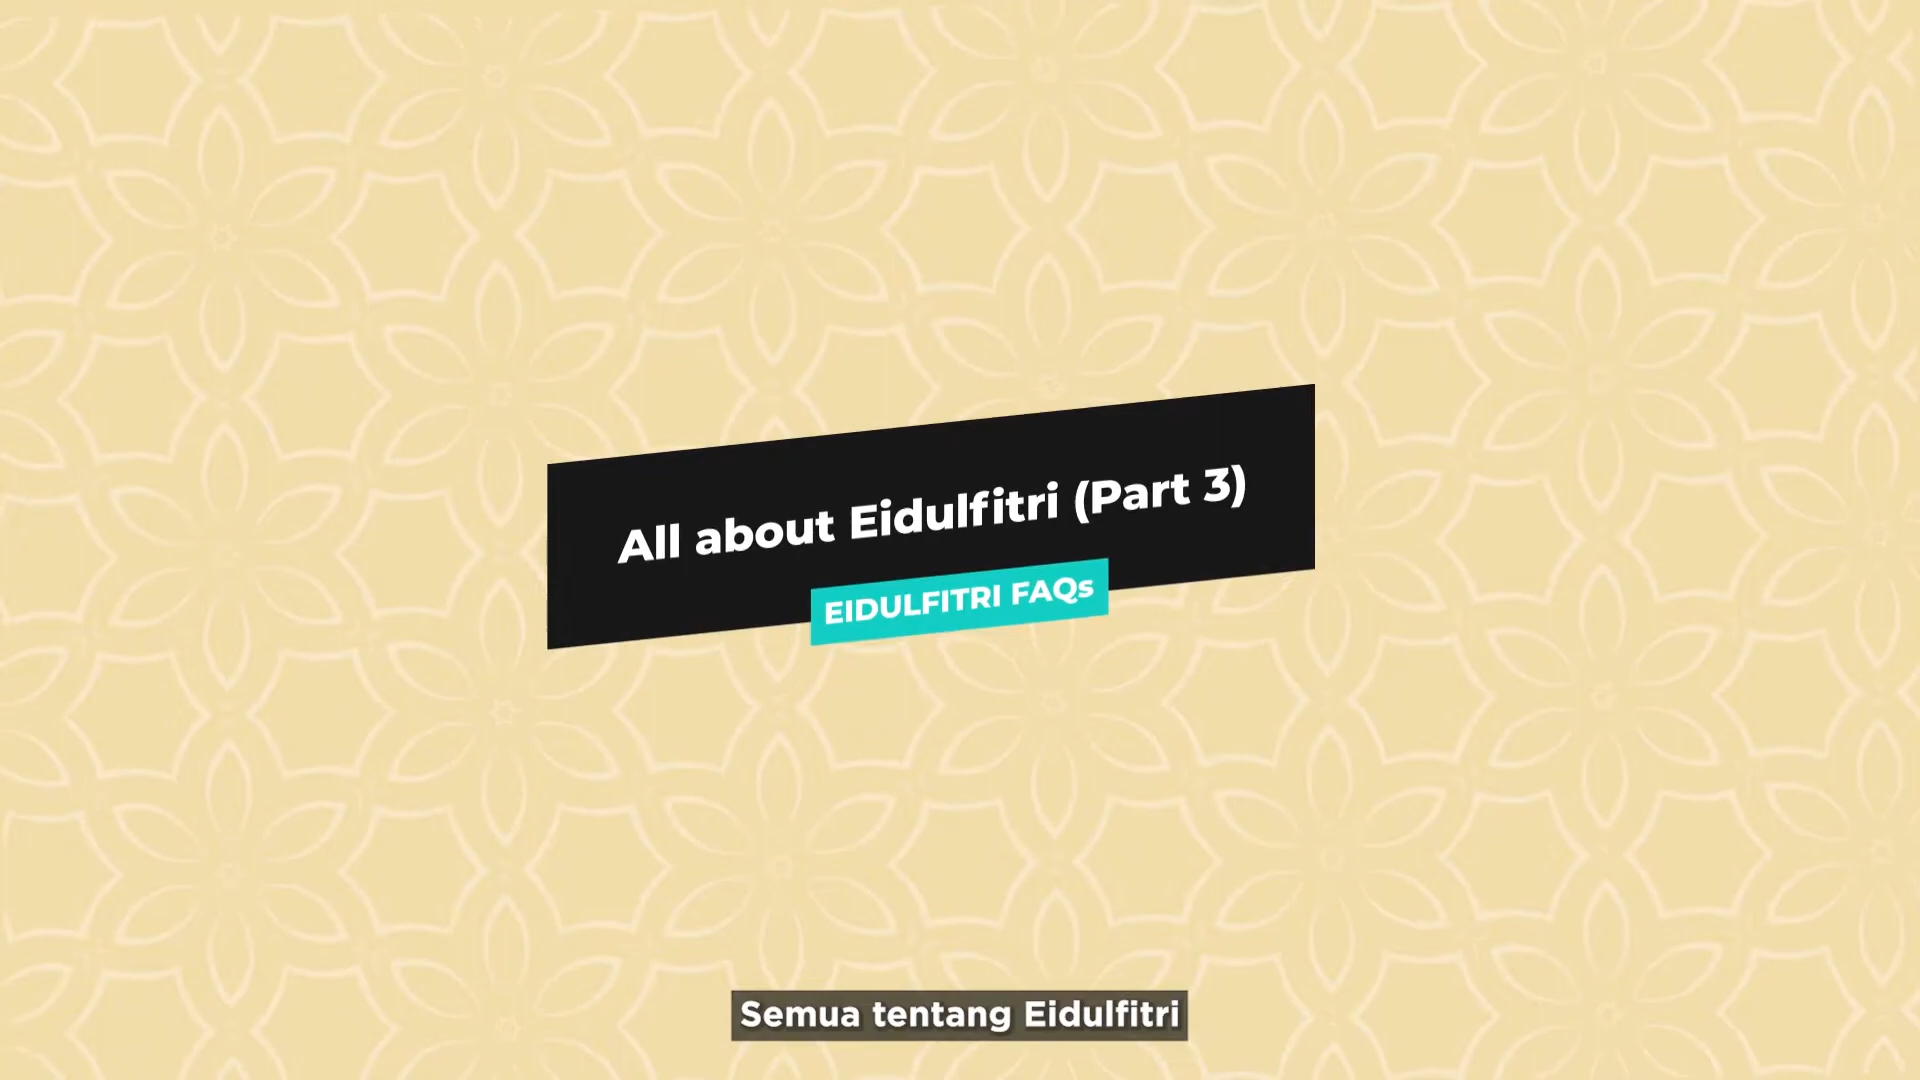 All about Eidulfitri (Part 3)
EIDULFITRI FAQs
Semua tentang Eidulfitri